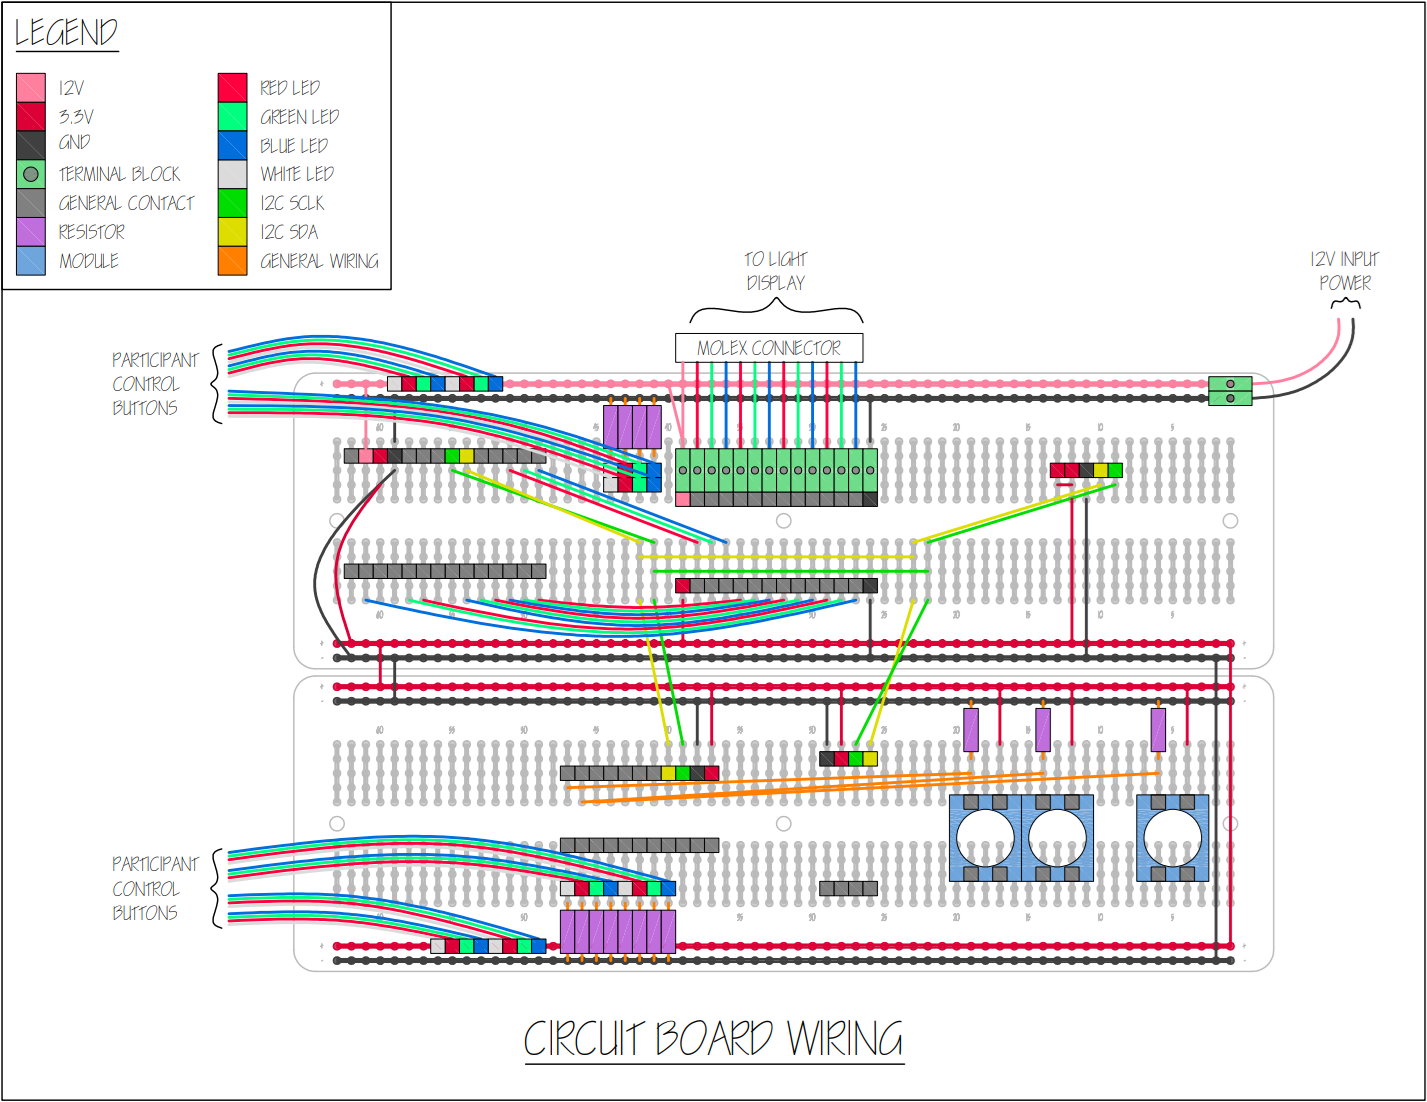 LEGEND
12V
3.3V
GND
TERMINAL BLOCK
GENERAL CONTACT
RESISTOR
MODULE
RED LED
GREEN LED
BLUE LED
WHITE LED
I2C SCLK
I2C SDA
GENERAL WIRING
TO LIGHT
DISPLAY
12V INPUT
POWER
MOLEX CONNECTOR
PARTICIPANT
CONTROL
BUTTONS
PARTICIPANT
CONTROL
BUTTONS
CIRCUIT BOARD WIRING